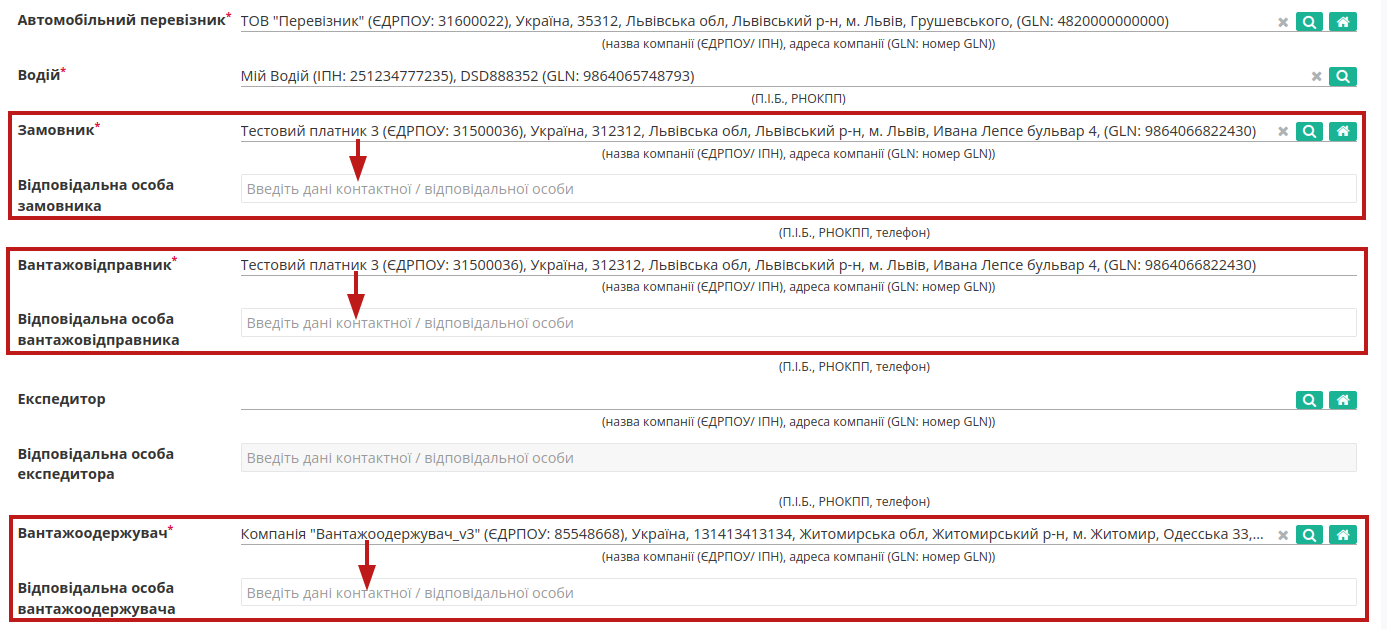 Автомобільний перевізник* ТОВ "Перевізник" (ЄДРПОУ: 31600022), Україна, 35312, Львівська обл, Львівський р-н, м. Львів, Грушевського, (GLN: 4820000000000)
(назва компанії (ЄДРПОУ/ ІПН), адреса компанії (GLN: номер GLN))
Водій* Мій Водій (ІПН: 251234777235), DSD888352 (GLN: 9864065748793)
(П.І.Б., РНОКПП)
Замовник* Тестовий платник 3 (ЄДРПОУ: 31500036), Україна, 312312, Львівська обл, Львівський р-н, м. Львів, Ивана Лепсе бульвар 4, (GLN: 9864066822430)
(назва компанії (ЄДРПОУ/ ІПН), адреса компанії (GLN: номер GLN))
Відповідальна особа
замовника
Введіть дані контактної / відповідальної особи
(П.І.Б., РНОКПП, телефон)
Вантажовідправник* Тестовий платник 3 (ЄДРПОУ: 31500036), Україна, 312312, Львівська обл, Львівський р-н, м. Львів, Ивана Лепсе бульвар 4, (GLN: 9864066822430)
(назва компанії (ЄДРПОУ/ ІПН), адреса компанії (GLN: номер GLN))
Відповідальна особа
вантажовідправника
Введіть дані контактної / відповідальної особи
(П.І.Б., РНОКПП, телефон)
Експедитор
(назва компанії (ЄДРПОУ/ ІПН), адреса компанії (GLN: номер GLN))
Відповідальна особа
експедитора
Введіть дані контактної / відповідальної особи
(П.І.Б., РНОКПП, телефон)
Вантажоодержувач* Компанія "Вантажоодержувач_v3" (ЄДРПОУ: 85548668), Україна, 131413413134, Житомирська обл, Житомирський р-н, м. Житомир, Одесська 33,...
(назва компанії (ЄДРПОУ/ ІПН), адреса компанії (GLN: номер GLN))
Відповідальна особа
вантажоодержувача
Введіть дані контактної / відповідальної особи